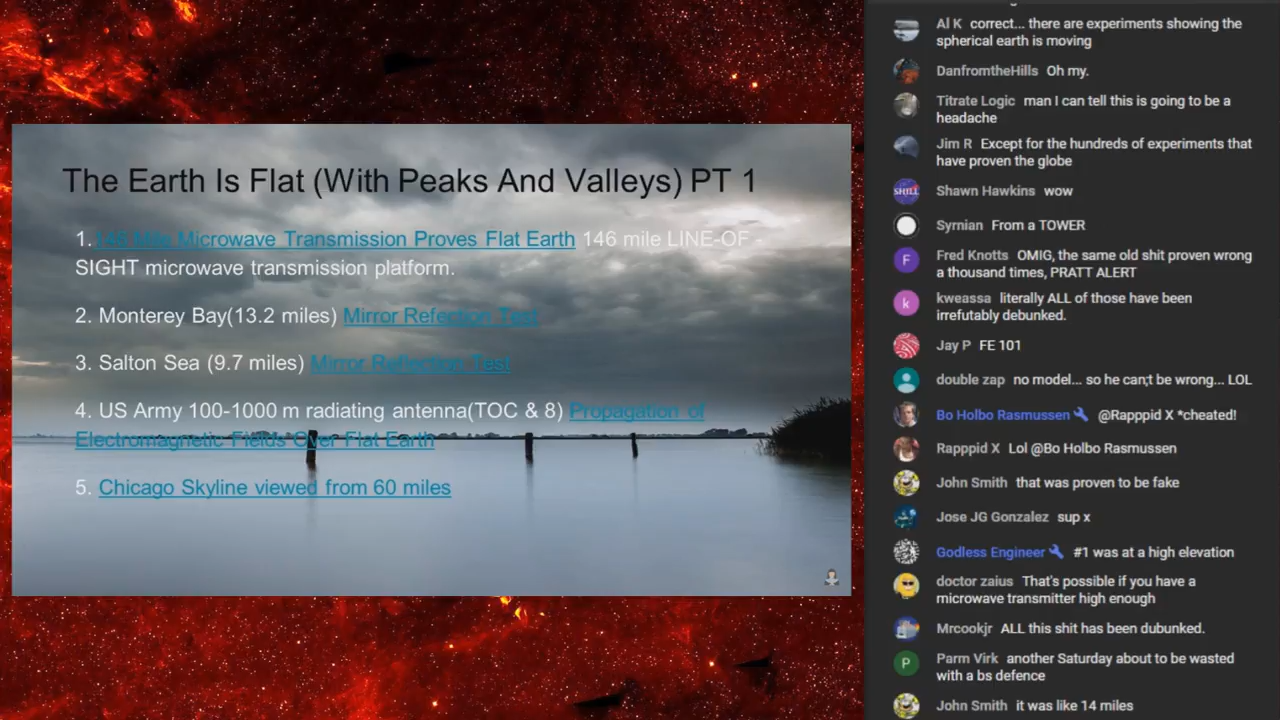 The Earth Is Flat (With Peaks And Valleys) PT 1
1. 146 Mile Microwave Transmission Proves Flat Earth 146 mile LINE-OF -
SIGHT microwave transmission platform.
2. Monterey Bay(13.2 miles) Mirror Refection Test
3. Salton Sea (9.7 miles) Mirror Reflection Test
4. US Army 100-1000 m radiating antenna(TOC & 8) Propagation of
Electromagnetic Fields Over Flat Earth
5. Chicago Skyline viewed from 60 miles
Al K correct... there are experiments showing the
spherical earth is moving
DanfromtheHills Oh my.
Titrate Logic man I can tell this is going to be a
headache
Jim R Except for the hundreds of experiments that
have proven the globe
SHILL
Shawn Hawkins wow
Syrnian From a TOWER
F
Fred Knotts OMIG, the same old shit proven wrong
a thousand times, PRATT ALERT
k
kweassa literally ALL of those have been
irrefutably debunked.
Jay P FE 101
double zap no model... so he can;t be wrong... LOL
Bo Holbo Rasmussen @Rapppid X *cheated!
Rapppid X Lol @Bo Holbo Rasmussen
John Smith that was proven to be fake
Jose JG Gonzalez sup x
Godless Engineer #1 was at a high elevation
doctor zaius That's possible if you have a
microwave transmitter high enough
Mrcookjr ALL this shit has been dubunked.
P
Parm Virk another Saturday about to be wasted
with a bs defence
John Smith it was like 14 miles